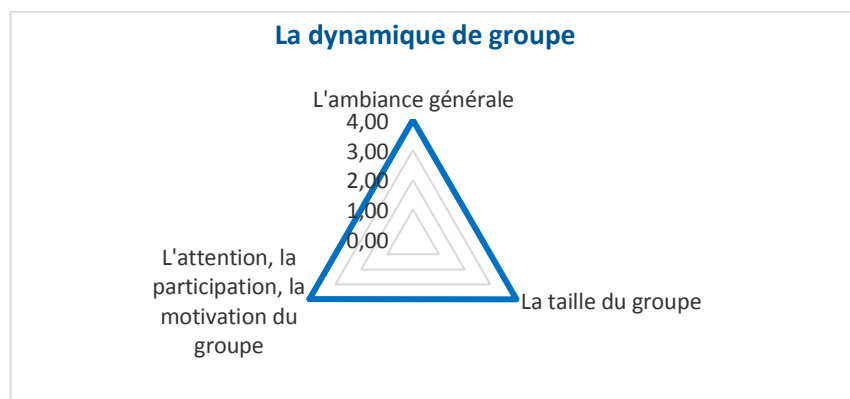 La dynamique de groupe
L'ambiance générale
4,00
3,00
2,00
1,00
0,00
L'attention, la
participation, la
motivation du
groupe
La taille du groupe